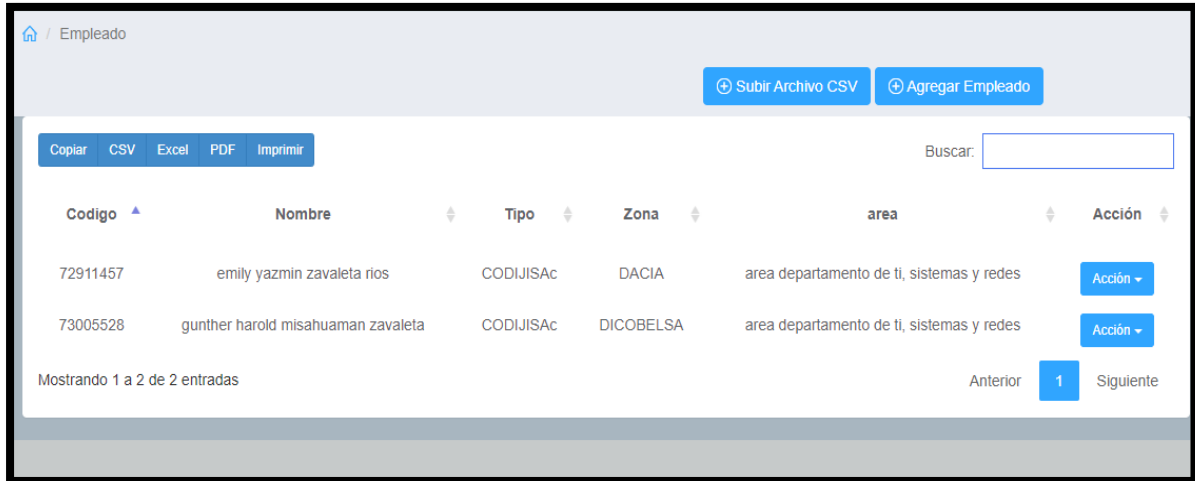 / Empleado
Subir Archivo CSV Agregar Empleado
Copiar CSV Excel PDF Imprimir Buscar:
Codigo Nombre Tipo Zona area Acción
72911457 emily yazmin zavaleta rios CODIJISAc DACIA area departamento de ti, sistemas y redes Acción
73005528 gunther harold misahuaman zavaleta CODIJISAc DICOBELSA area departamento de ti, sistemas y redes Acción
Mostrando 1 a 2 de 2 entradas Anterior 1 Siguiente